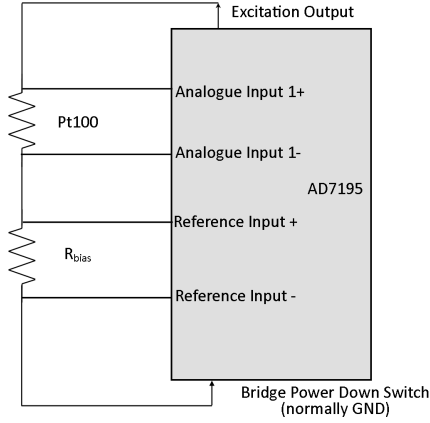 Excitation Output
Analogue Input 1+
Pt100
Analogue Input 1-
AD7195
Reference Input +
Rbias
Reference Input -
Bridge Power Down Switch
(normally GND)